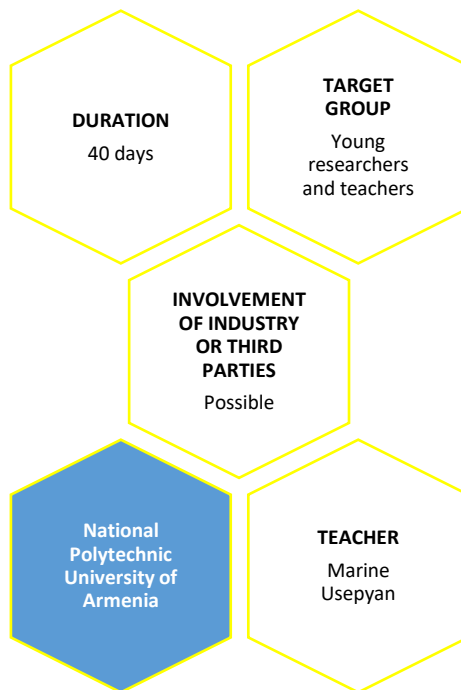 DURATION
40 days
TARGET
GROUP
Young
researchers
and teachers
INVOLVEMENT
OF INDUSTRY
OR THIRD
PARTIES
Possible
National
Polytechnic
University of
Armenia
TEACHER
Marine
Usepyan